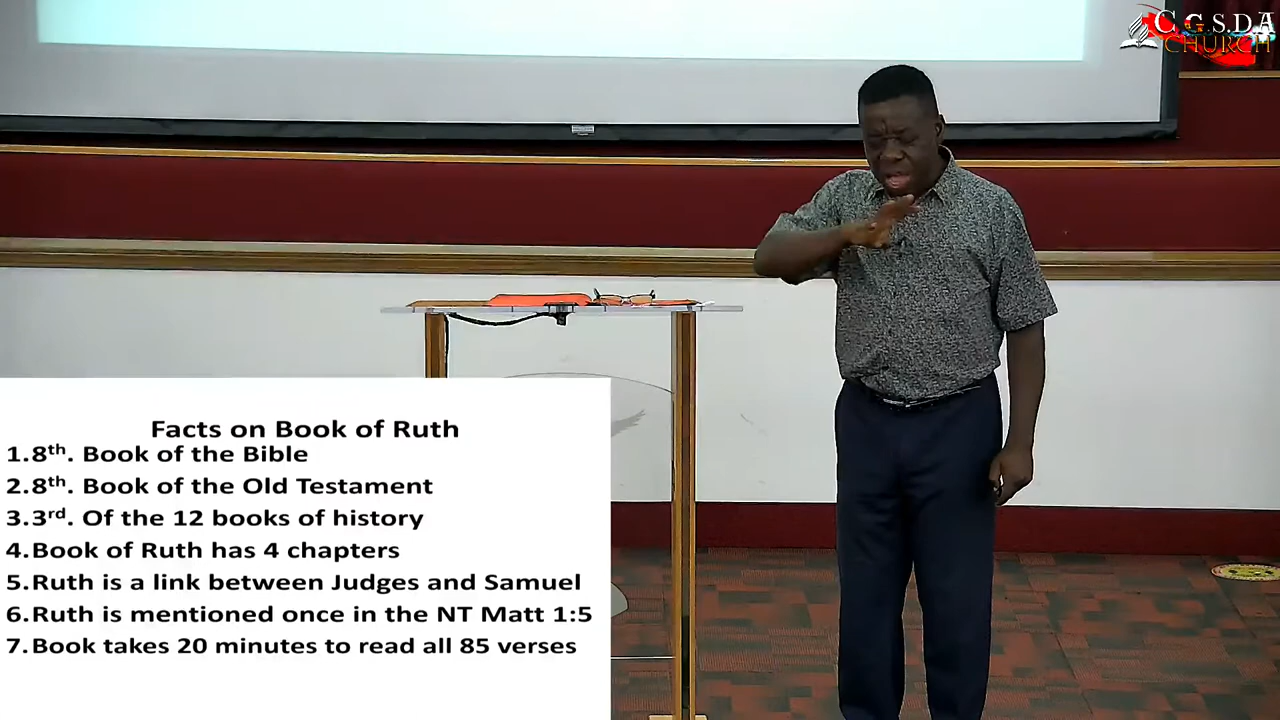 C.G.S.D.A
CHURCH
Facts on Book of Ruth
1.8th. Book of the Bible
2.8th. Book of the Old Testament
3.3rd. Of the 12 books of history
4.Book of Ruth has 4 chapters
5.Ruth is a link between Judges and Samuel
6.Ruth is mentioned once in the NT Matt 1:5
7.Book takes 20 minutes to read all 85 verses